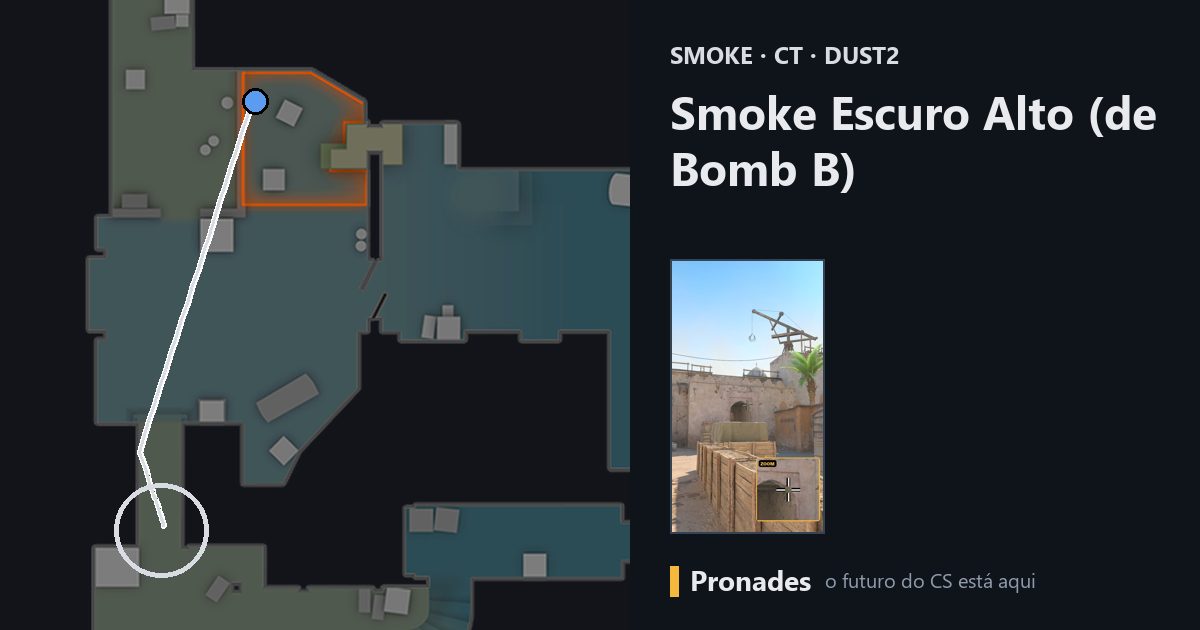 SMOKE · CT · DUST2
Smoke Escuro Alto (de
Bomb B)
ZOOM
Pronades o futuro do CS está aqui